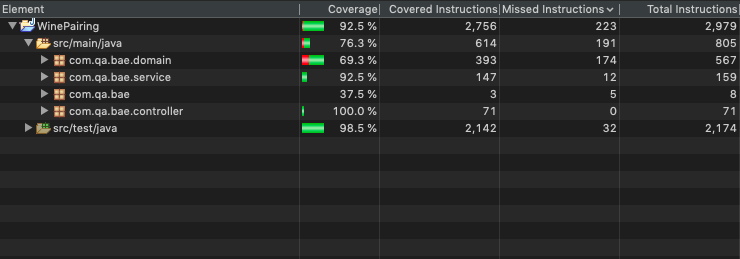 Element Coverage Covered Instructions Missed Instructions Total Instructions
WinePairing 92.5 % 2,756 223 2,979
src/main/java 76.3 % 614 191 805
com.qa.bae.domain 69.3 % 393 174 567
com.qa.bae.service 92.5 % 147 12 159
com.qa.bae 37.5 % 3 5 8
com.qa.bae.controller 100.0 % 71 0 71
src/test/java 98.5 % 2,142 32 2,174